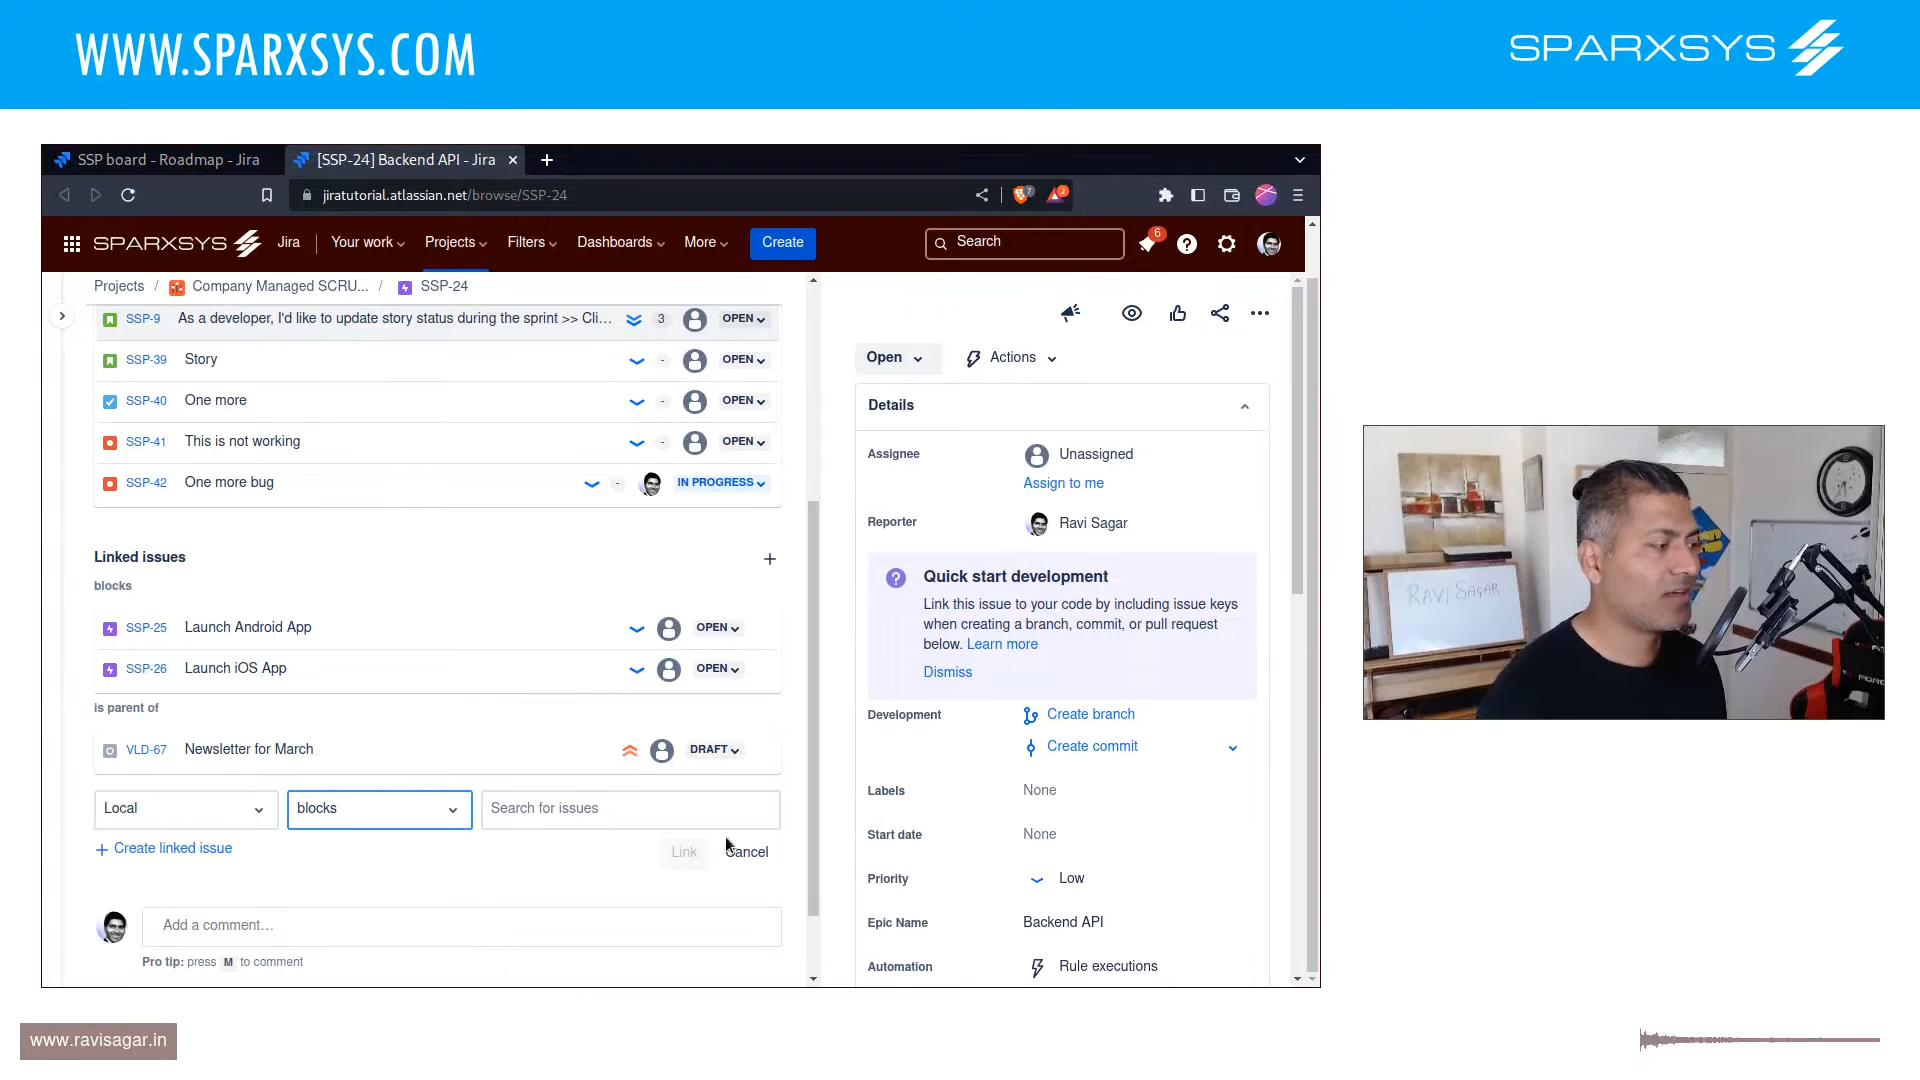 WWW.SPARXSYS.COM
SPARXSYS
SSP board - Roadmap - Jira
[SSP-24] Backend API - Jira
jiratutorial.atlassian.net/browse/SSP-24
7
2
SPARXSYS
Jira
Your work
Projects
Filters
Dashboards
More
Create
Search
6
Projects / Company Managed SCRU... / SSP-24
SSP-9 As a developer, I'd like to update story status during the sprint >> Cli... 3 OPEN
SSP-39 Story - OPEN
SSP-40 One more - OPEN
SSP-41 This is not working - OPEN
SSP-42 One more bug - IN PROGRESS
Linked issues
blocks
SSP-25 Launch Android App OPEN
SSP-26 Launch iOS App OPEN
is parent of
VLD-67 Newsletter for March DRAFT
Local blocks Search for issues
Create linked issue
Link Cancel
Add a comment…
Pro tip: press M to comment
Open Actions
Details
Assignee Unassigned
Assign to me
Reporter Ravi Sagar
Quick start development
Link this issue to your code by including issue keys
when creating a branch, commit, or pull request
below. Learn more
Dismiss
Development Create branch
Create commit
Labels None
Start date None
Priority Low
Epic Name Backend API
Automation Rule executions
RAVI SAGAR
www.ravisagar.in